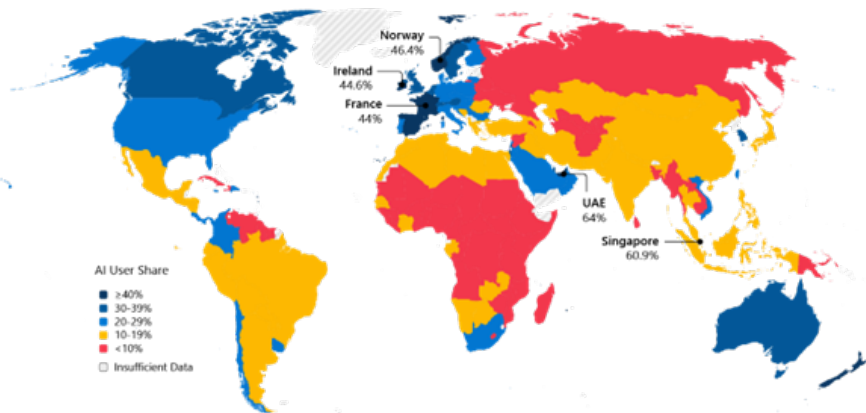 Norway
46.4%
Ireland
44.6%
France
44%
UAE
64%
Singapore
60.9%
AI User Share
≥40%
30-39%
20-29%
10-19%
<10%
Insufficient Data